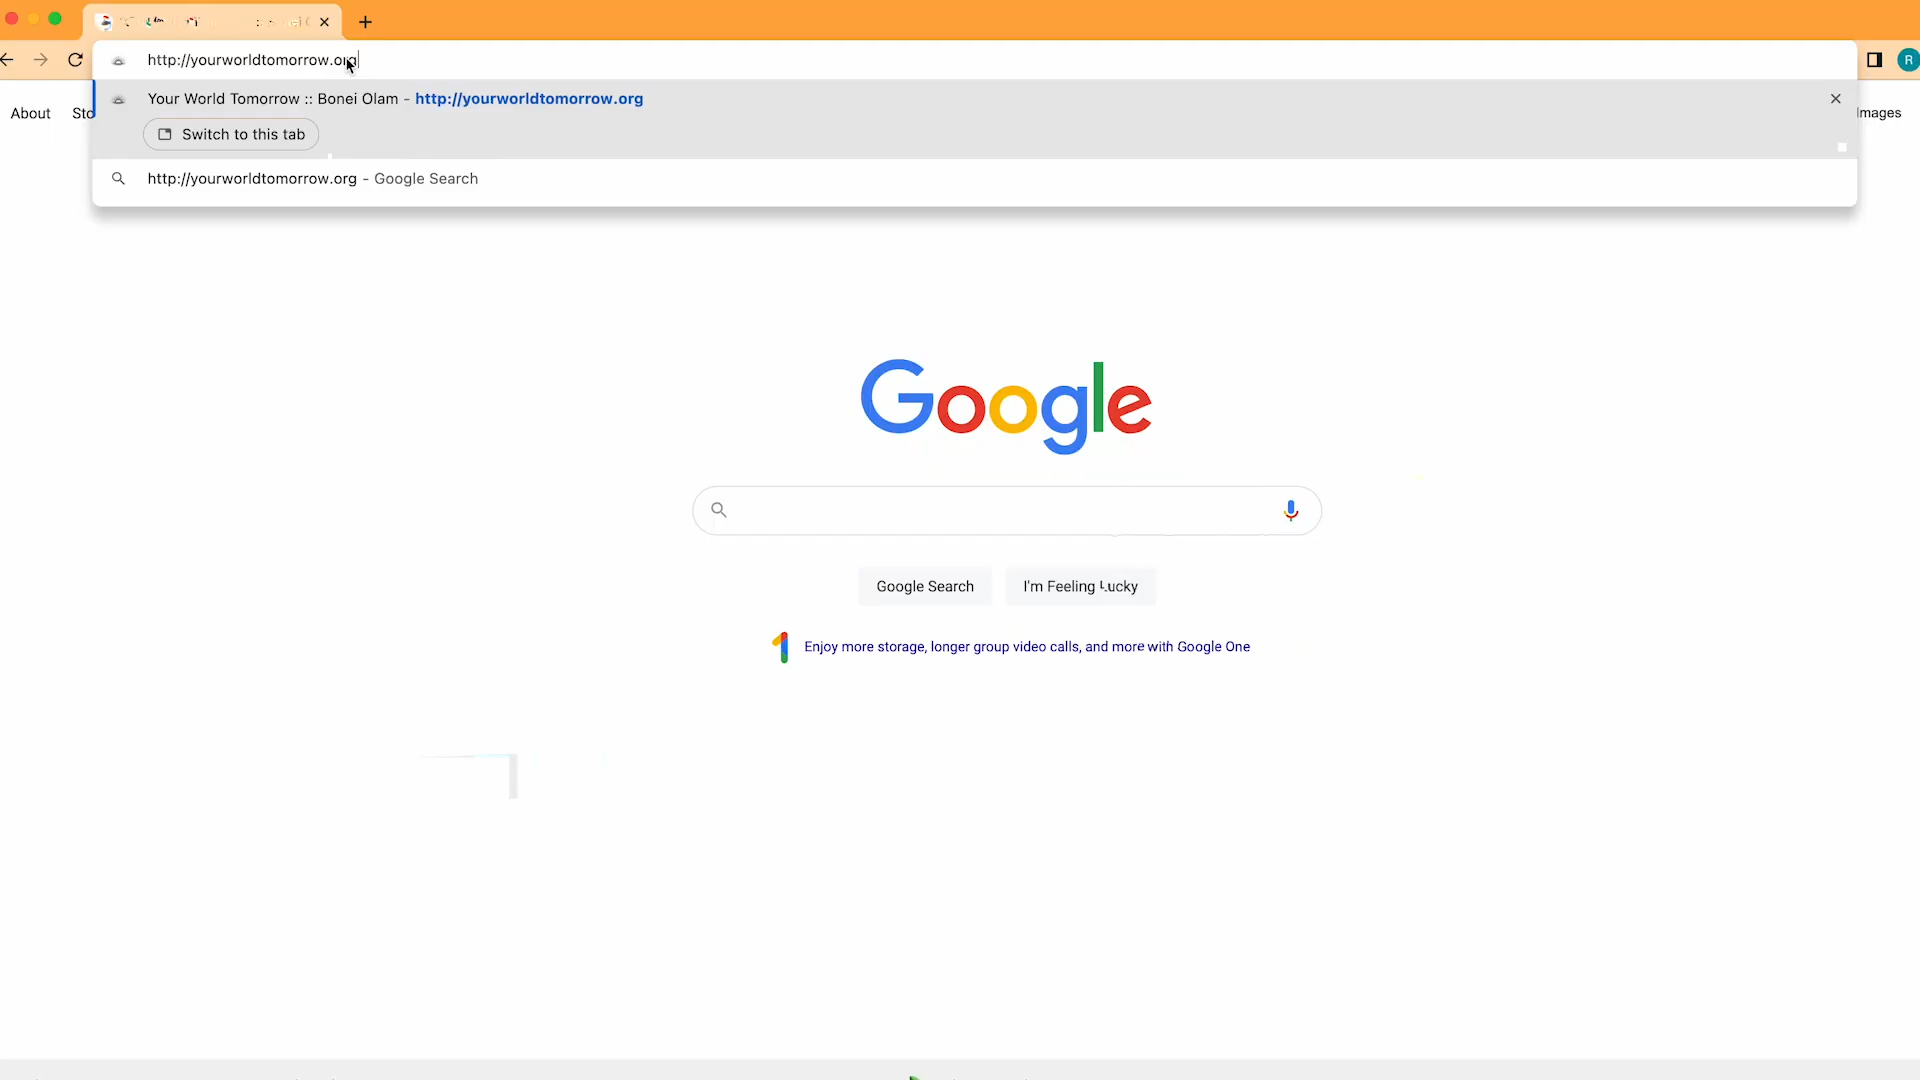 http://yourworldtomorrow.org
R
Your World Tomorrow :: Bonei Olam - http://yourworldtomorrow.org
About
Images
Switch to this tab
http://yourworldtomorrow.org - Google Search
Google
Google Search
I'm Feeling Lucky
Enjoy more storage, longer group video calls, and more with Google One